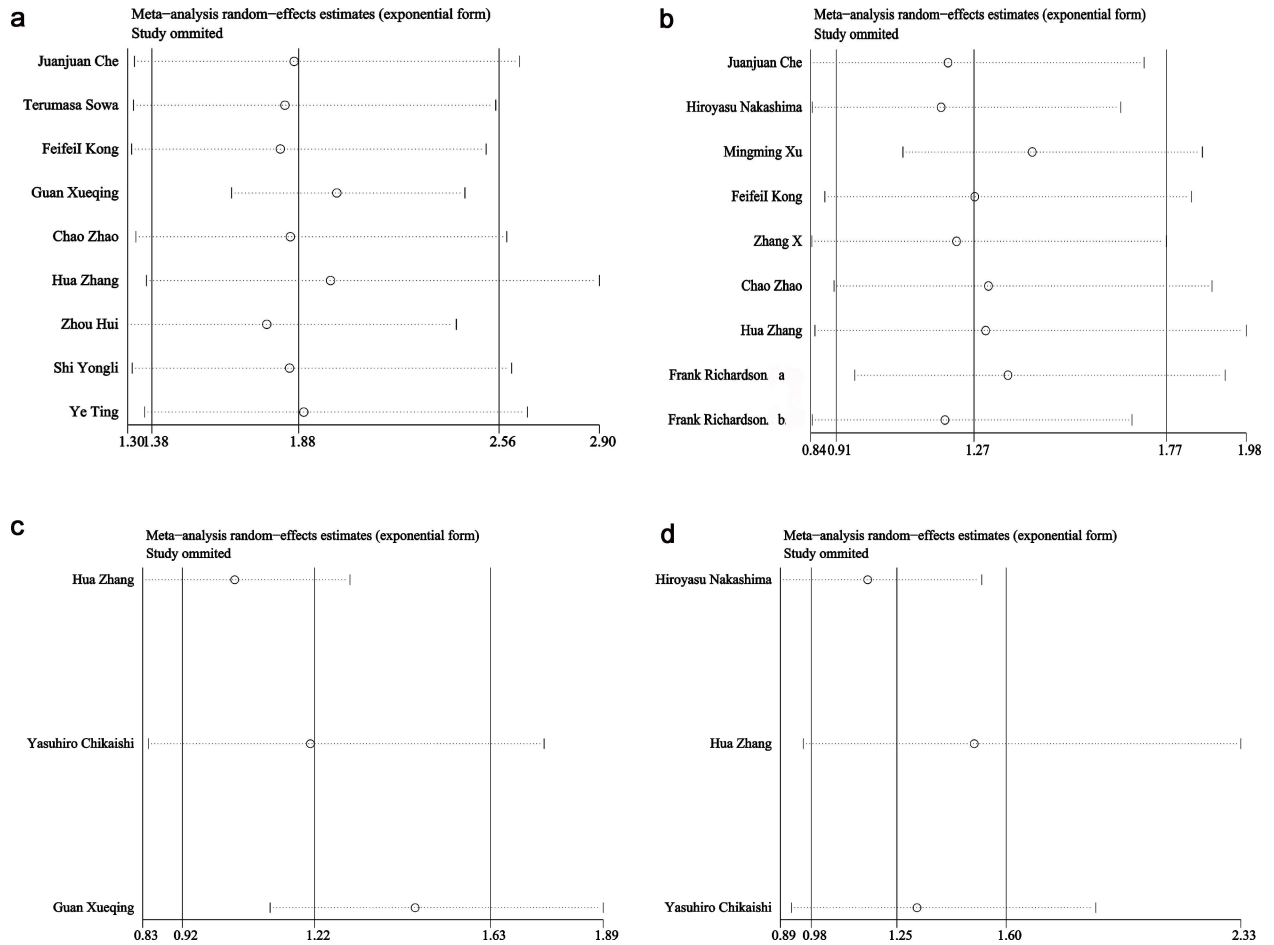 a
Meta−analysis random−effects estimates (exponential form)
Study ommited
Juanjuan Che
Terumasa Sowa
FeifeiI Kong
Guan Xueqing
Chao Zhao
Hua Zhang
Zhou Hui
Shi Yongli
Ye Ting
1.30 1.38 1.88 2.56 2.90
b
Meta−analysis random−effects estimates (exponential form)
Study ommited
Juanjuan Che
Hiroyasu Nakashima
Mingming Xu
FeifeiI Kong
Zhang X
Chao Zhao
Hua Zhang
Frank Richardson. a
Frank Richardson. b.
0.84 0.91 1.27 1.77 1.98
c
Meta−analysis random−effects estimates (exponential form)
Study ommited
Hua Zhang
Yasuhiro Chikaishi
Guan Xueqing
0.83 0.92 1.22 1.63 1.89
d
Meta−analysis random−effects estimates (exponential form)
Study ommited
Hiroyasu Nakashima
Hua Zhang
Yasuhiro Chikaishi
0.89 0.98 1.25 1.60 2.33